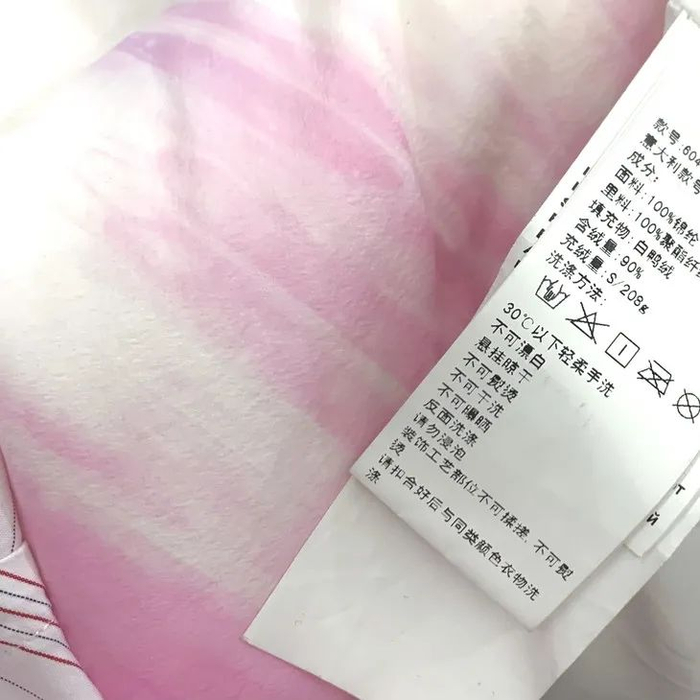 款号:604
意大利款号
成分:
面料:100%锦纶
里料:100%聚酯纤
填充物:白鸭绒
含绒量:90%
充绒量:S/208g
洗涤方法:
30℃以下轻柔手洗
不可漂白
悬挂晾干
不可熨烫
不可干洗
不可曝晒
反面洗涤
请勿浸泡
装饰工艺部位不可揉搓,不可熨
烫
请扣合好后与同类颜色衣物洗
涤
т
й